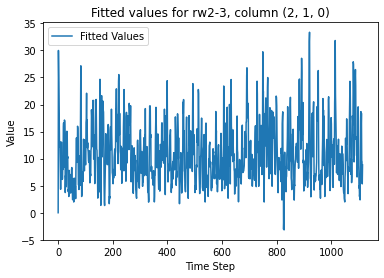 Fitted values for rw2-3, column (2, 1, 0)
Fitted Values
35
30
25
20
15
10
5
0
−5
Value
0 200 400 600 800 1000
Time Step